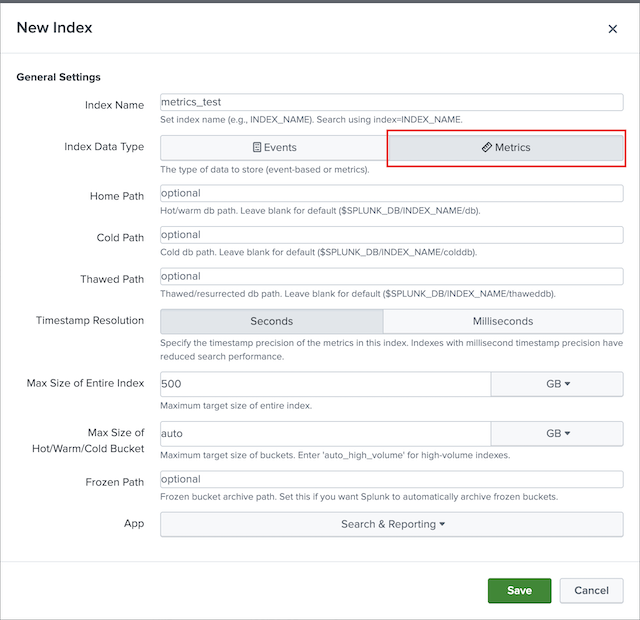 New Index
General Settings
Index Name
metrics_test
Set index name (e.g., INDEX_NAME). Search using index=INDEX_NAME.
Index Data Type
Events
Metrics
The type of data to store (event-based or metrics).
Home Path
optional
Hot/warm db path. Leave blank for default ($SPLUNK_DB/INDEX_NAME/db).
Cold Path
optional
Cold db path. Leave blank for default ($SPLUNK_DB/INDEX_NAME/colddb).
Thawed Path
optional
Thawed/resurrected db path. Leave blank for default ($SPLUNK_DB/INDEX_NAME/thaweddb).
Timestamp Resolution
Seconds
Milliseconds
Specify the timestamp precision of the metrics in this index. Indexes with millisecond timestamp precision have
reduced search performance.
Max Size of Entire Index
500
GB
Maximum target size of entire index.
Max Size of
Hot/Warm/Cold Bucket
auto
GB
Maximum target size of buckets. Enter 'auto_high_volume' for high-volume indexes.
Frozen Path
optional
Frozen bucket archive path. Set this if you want Splunk to automatically archive frozen buckets.
App
Search & Reporting
Save
Cancel